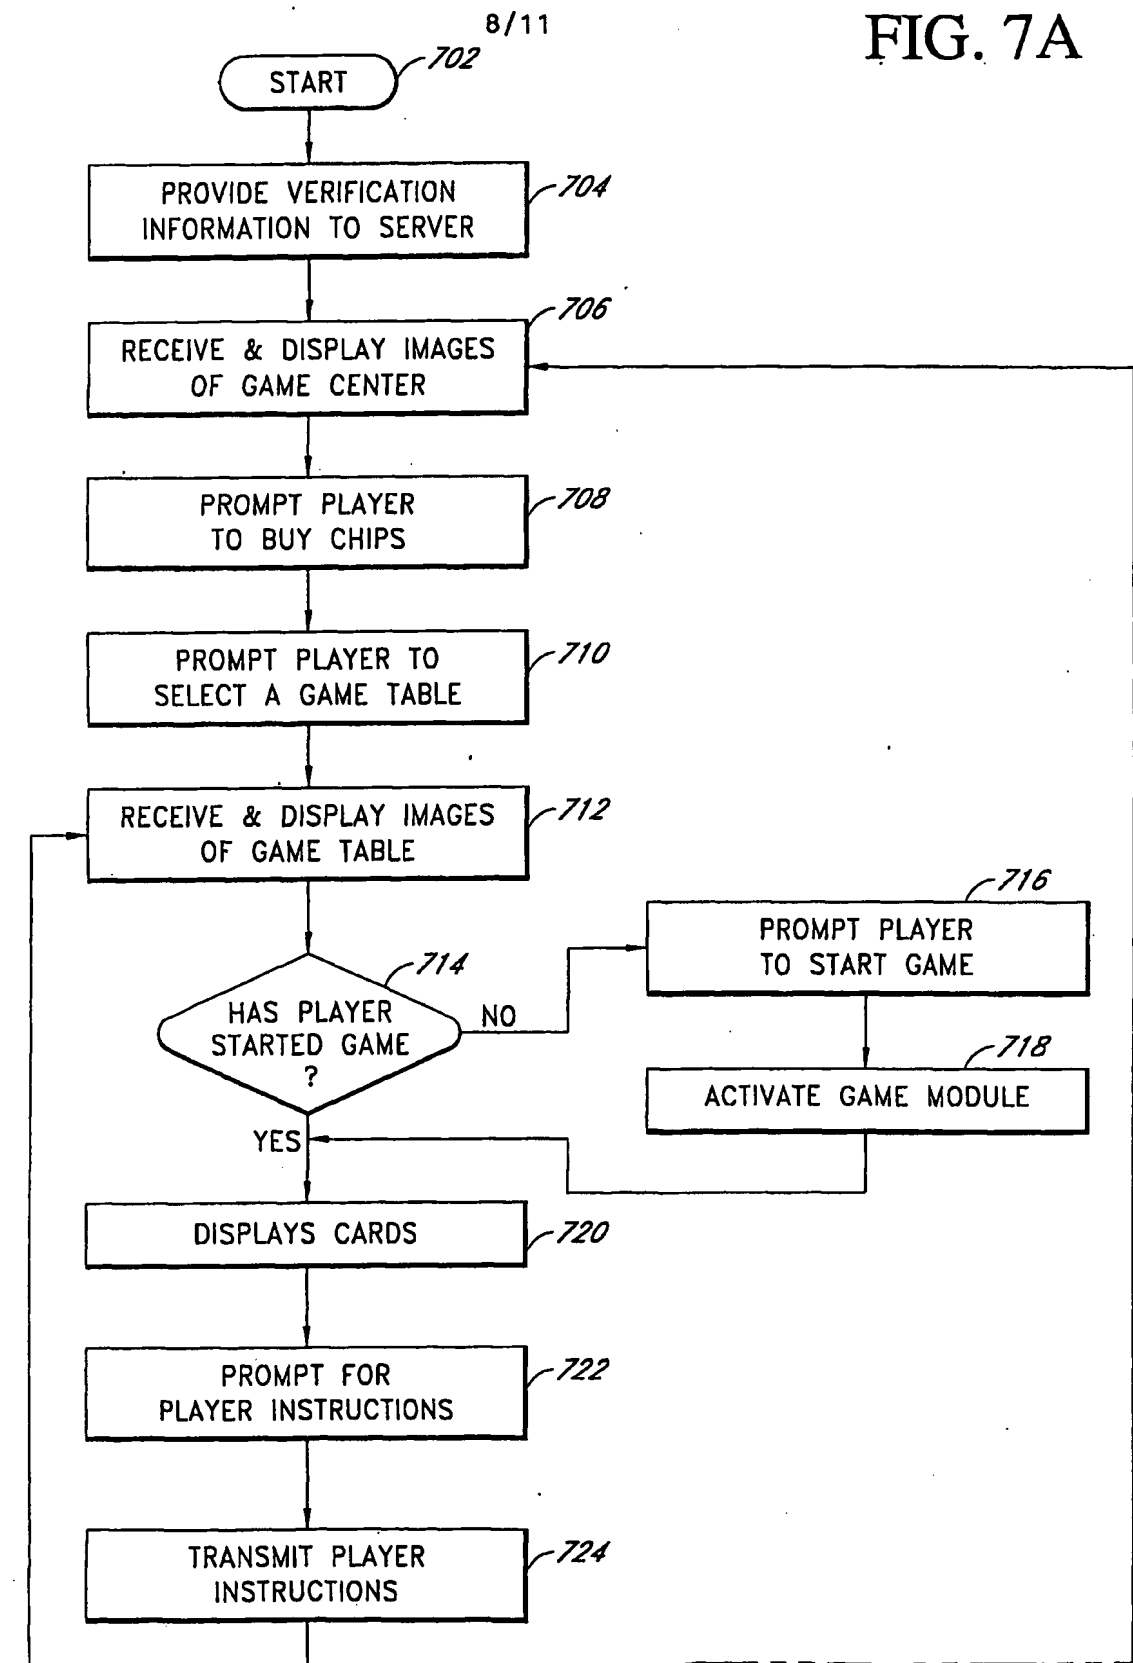 8/11
FIG. 7A
START
702
PROVIDE VERIFICATION
INFORMATION TO SERVER
704
706
RECEIVE & DISPLAY IMAGES
OF GAME CENTER
PROMPT PLAYER
TO BUY CHIPS
708
PROMPT PLAYER TO
SELECT A GAME TABLE
710
RECEIVE & DISPLAY IMAGES
OF GAME TABLE
712
716
PROMPT PLAYER
TO START GAME
714
HAS PLAYER
STARTED GAME
?
NO
718
ACTIVATE GAME MODULE
YES
DISPLAYS CARDS
720
PROMPT FOR
PLAYER INSTRUCTIONS
722
TRANSMIT PLAYER
INSTRUCTIONS
724